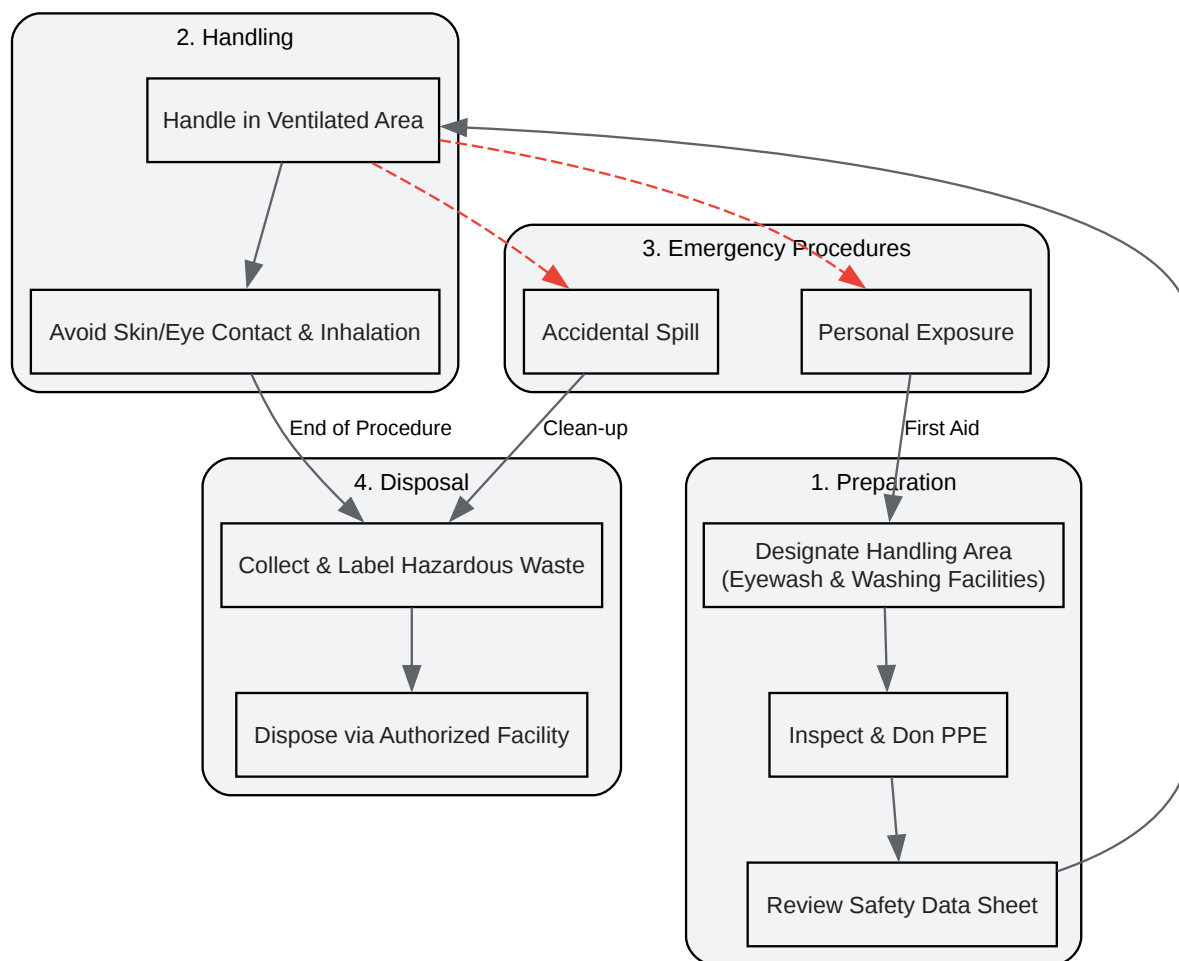 2. Handling
Handle in Ventilated Area
3. Emergency Procedures
Avoid Skin/Eye Contact & Inhalation
Accidental Spill
Personal Exposure
End of Procedure
Clean-up
First Aid
4. Disposal
1. Preparation
Collect & Label Hazardous Waste
Designate Handling Area
(Eyewash & Washing Facilities)
Dispose via Authorized Facility
Inspect & Don PPE
Review Safety Data Sheet